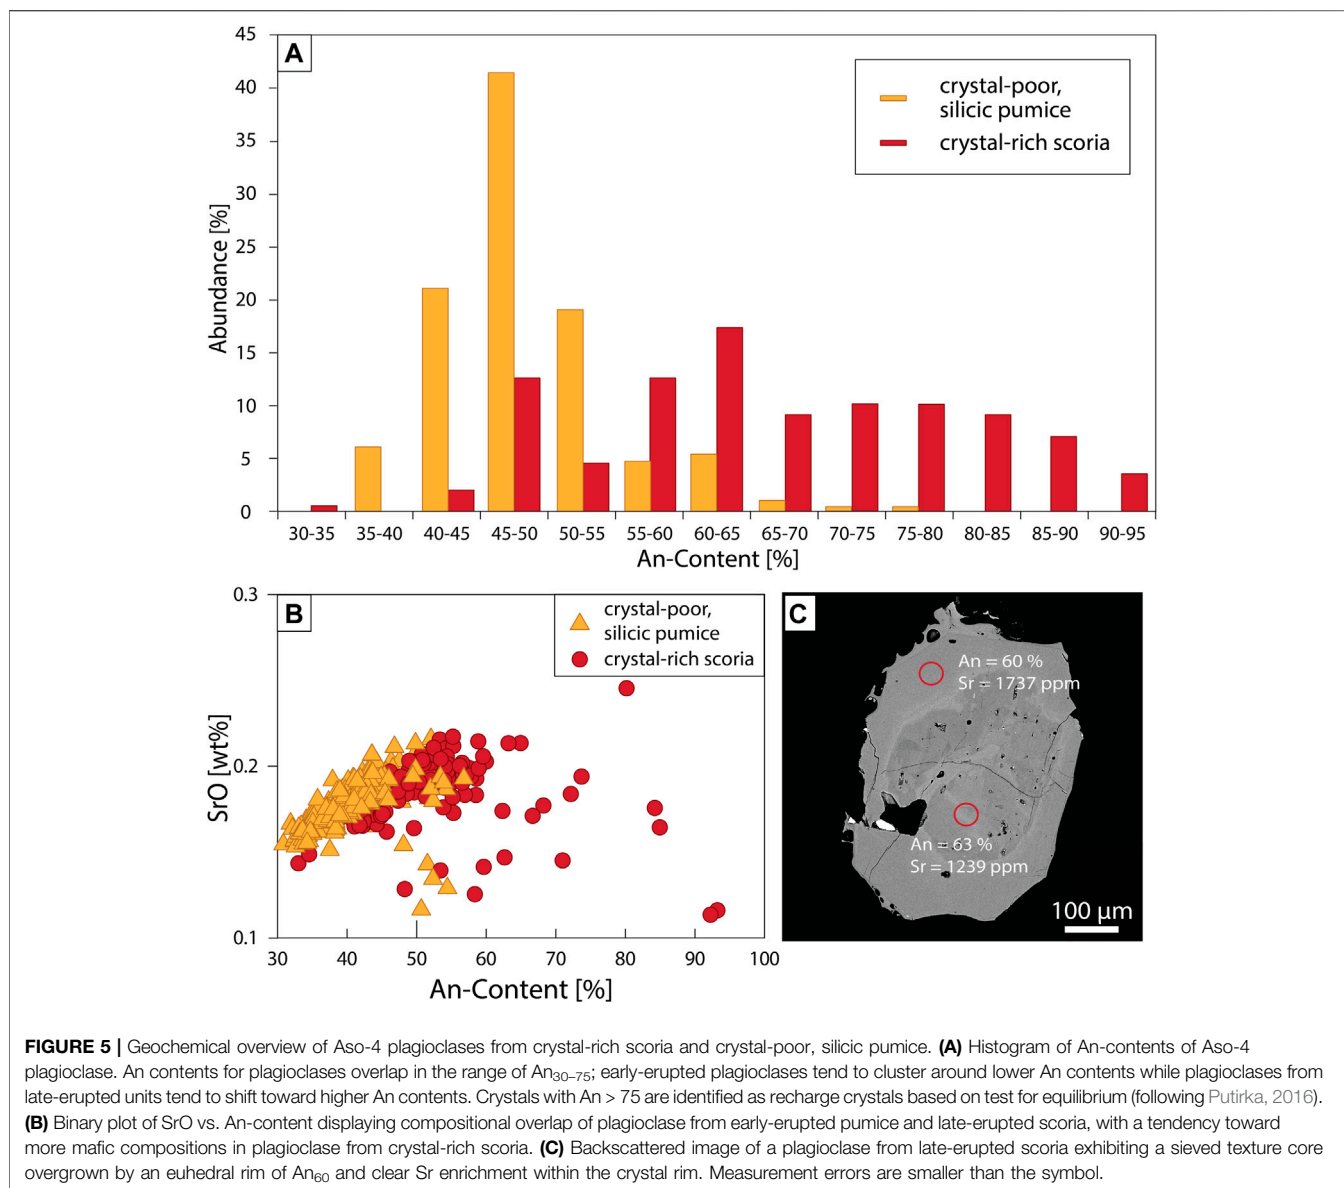 A
45
40
35
30
25
20
15
10
5
0
Abundance [%]
crystal-poor,
silicic pumice
crystal-rich scoria
30-35 35-40 40-45 45-50 50-55 55-60 60-65 65-70 70-75 75-80 80-85 85-90 90-95
An-Content [%]
B
0.3
0.2
0.1
SrO [wt%]
crystal-poor,
silicic pumice
crystal-rich scoria
30 40 50 60 70 80 90 100
An-Content [%]
C
An = 60 %
Sr = 1737 ppm
An = 63 %
Sr = 1239 ppm
100 µm
FIGURE 5 | Geochemical overview of Aso-4 plagioclases from crystal-rich scoria and crystal-poor, silicic pumice. (A) Histogram of An-contents of Aso-4
plagioclase. An contents for plagioclases overlap in the range of An30–75; early-erupted plagioclases tend to cluster around lower An contents while plagioclases from
late-erupted units tend to shift toward higher An contents. Crystals with An > 75 are identified as recharge crystals based on test for equilibrium (following Putirka, 2016).
(B) Binary plot of SrO vs. An-content displaying compositional overlap of plagioclase from early-erupted pumice and late-erupted scoria, with a tendency toward
more mafic compositions in plagioclase from crystal-rich scoria. (C) Backscattered image of a plagioclase from late-erupted scoria exhibiting a sieved texture core
overgrown by an euhedral rim of An60 and clear Sr enrichment within the crystal rim. Measurement errors are smaller than the symbol.